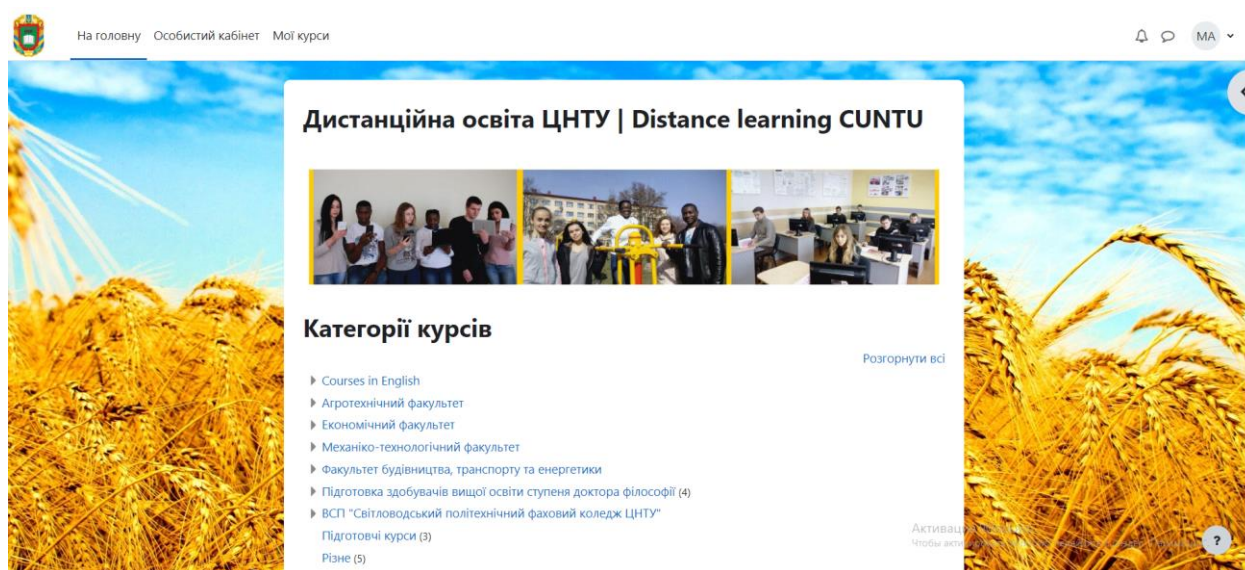 На головну Особистий кабінет Мої курси
MA
Дистанційна освіта ЦНТУ | Distance learning CUNTU
Категорії курсів
Розгорнути всі
Courses in English
Агротехнічний факультет
Економічний факультет
Механіко-технологічний факультет
Факультет будівництва, транспорту та енергетики
Підготовка здобувачів вищої освіти ступеня доктора філософії (4)
ВСП "Світловодський політехнічний фаховий коледж ЦНТУ"
Підготовчі курси (3)
Різне (5)
Чтобы
?